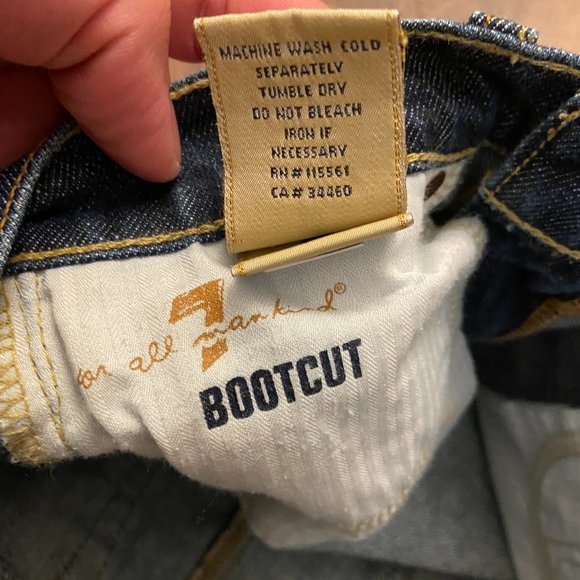 MACHINE WASH COLD
SEPARATELY
TUMBLE DRY
DO NOT BLEACH
IRON IF
NECESSARY
RN# 115561
CA# 34460
7
for all mankind®
BOOTCUT